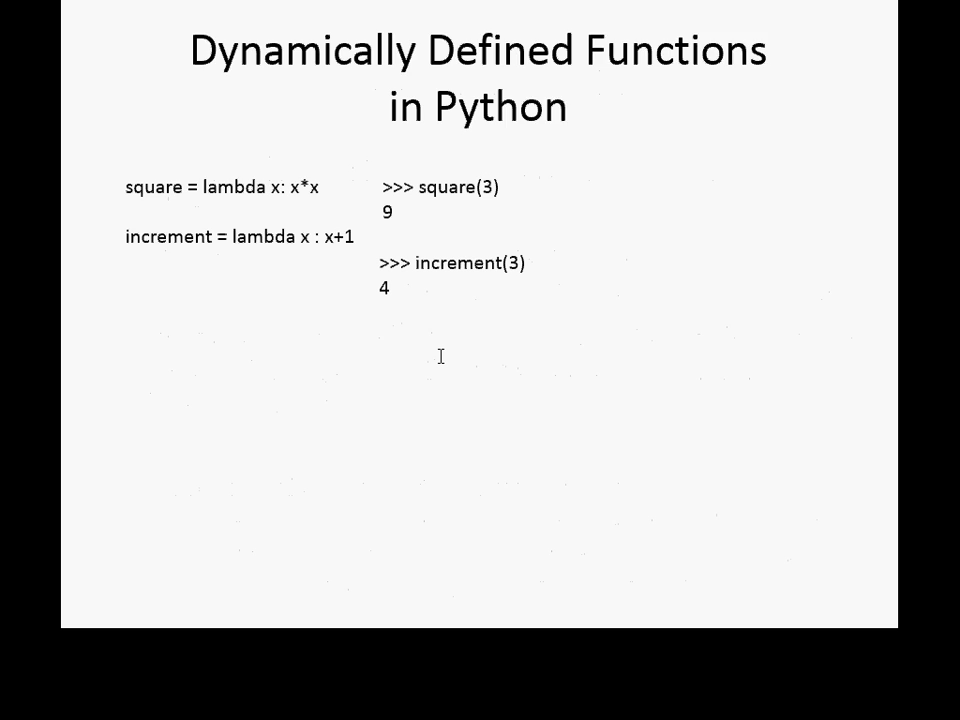 Dynamically Defined Functions
in Python
square = lambda x: x*x
increment = lambda x : x+1
>>> square(3)
9
>>> increment(3)
4